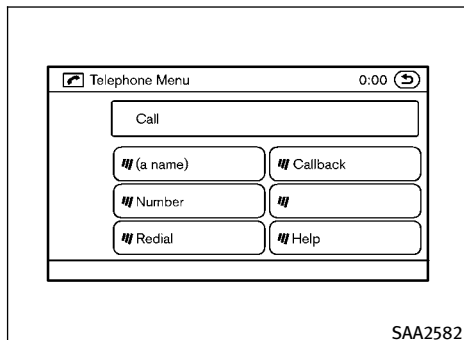 Telephone Menu 0:00
Call
(a name) Callback
Number
Redial Help
SAA2582